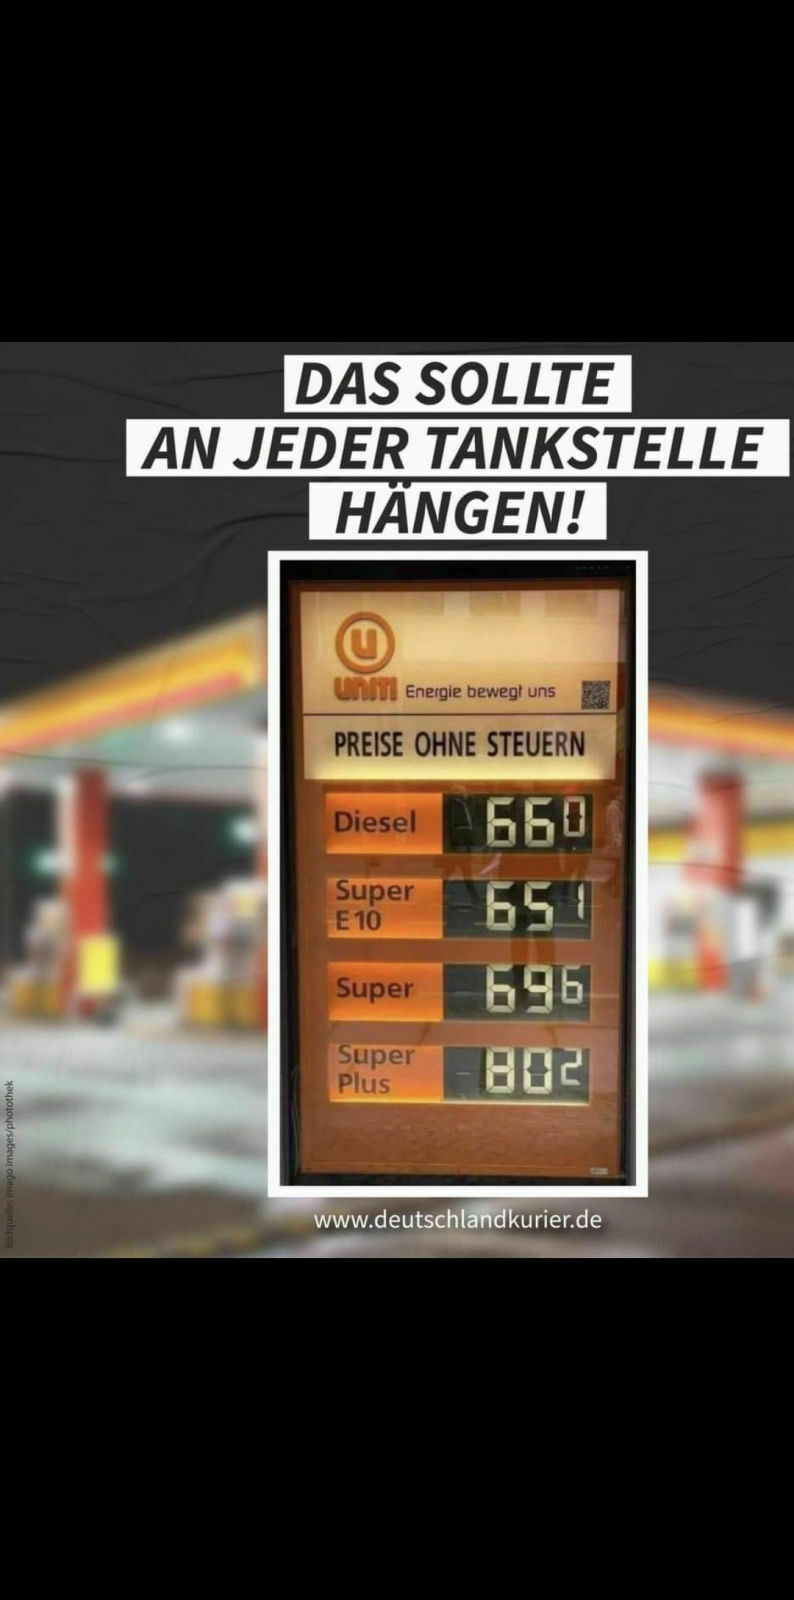 DAS SOLLTE
AN JEDER TANKSTELLE
HÄNGEN!
U
UNITI Energie bewegt uns
PREISE OHNE STEUERN
Diesel 660
Super
E10 651
Super 696
Super
Plus 802
www.deutschlandkurier.de
Bildquelle: imago images/photothek